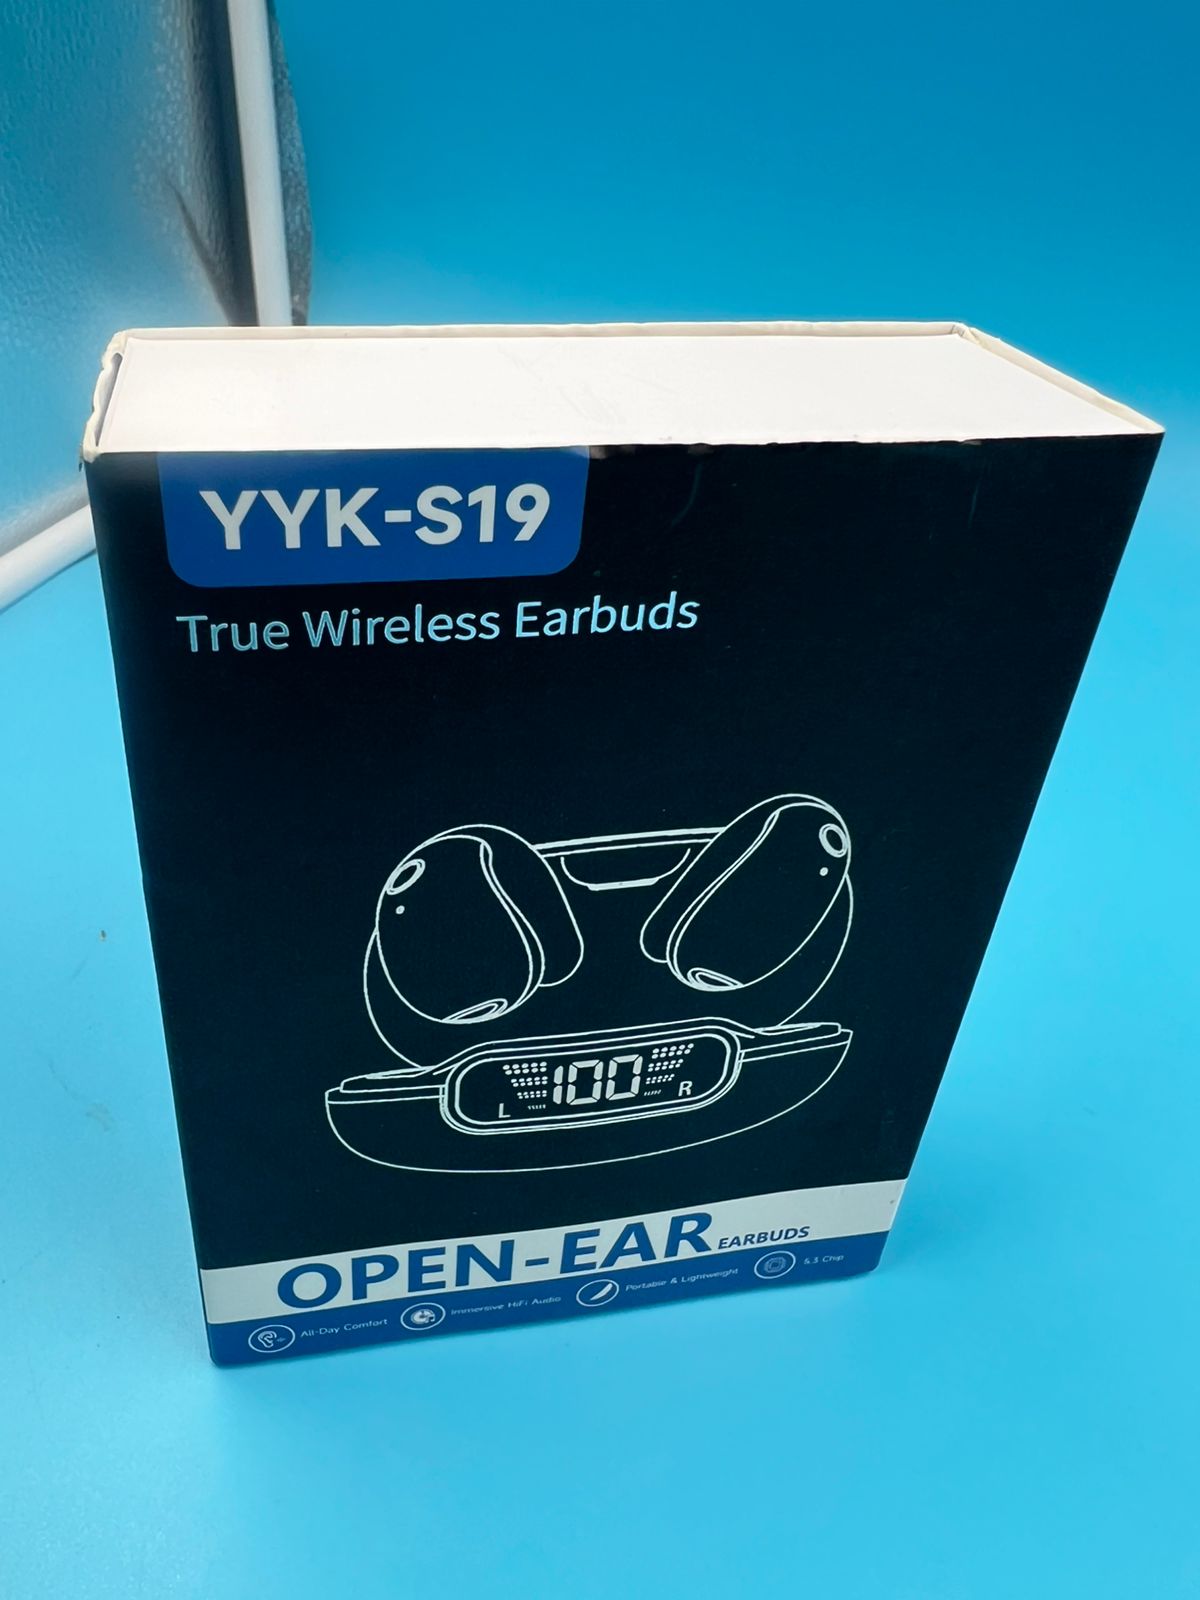 YYK-S19
True Wireless Earbuds
100
L R
OPEN-EAR EARBUDS
All-Day Comfort Immersive HiFi Audio Portable & Lightweight 5.3 Chip